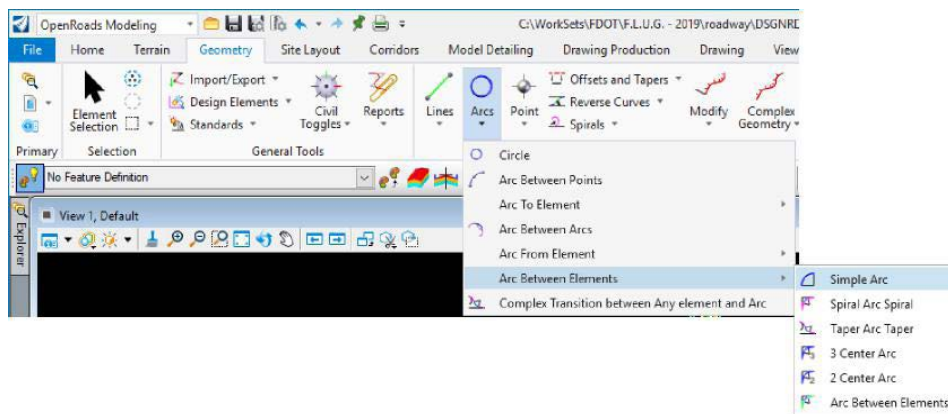 OpenRoads Modeling C:\WorkSets\FDOT\F.L.U.G. - 2019\roadway\DSGNRD
File Home Terrain Geometry Site Layout Corridors Model Detailing Drawing Production Drawing View
Import/Export Offsets and Tapers
Design Elements Reverse Curves
Standards Spirals
Element Selection Civil Toggles Reports Lines Arcs Point Modify Complex Geometry
Primary Selection General Tools
No Feature Definition
Circle
Arc Between Points
Arc To Element
Arc Between Arcs
Arc From Element
Arc Between Elements
Complex Transition between Any element and Arc
View 1, Default
Explorer
Simple Arc
Spiral Arc Spiral
Taper Arc Taper
3 Center Arc
2 Center Arc
Arc Between Elements